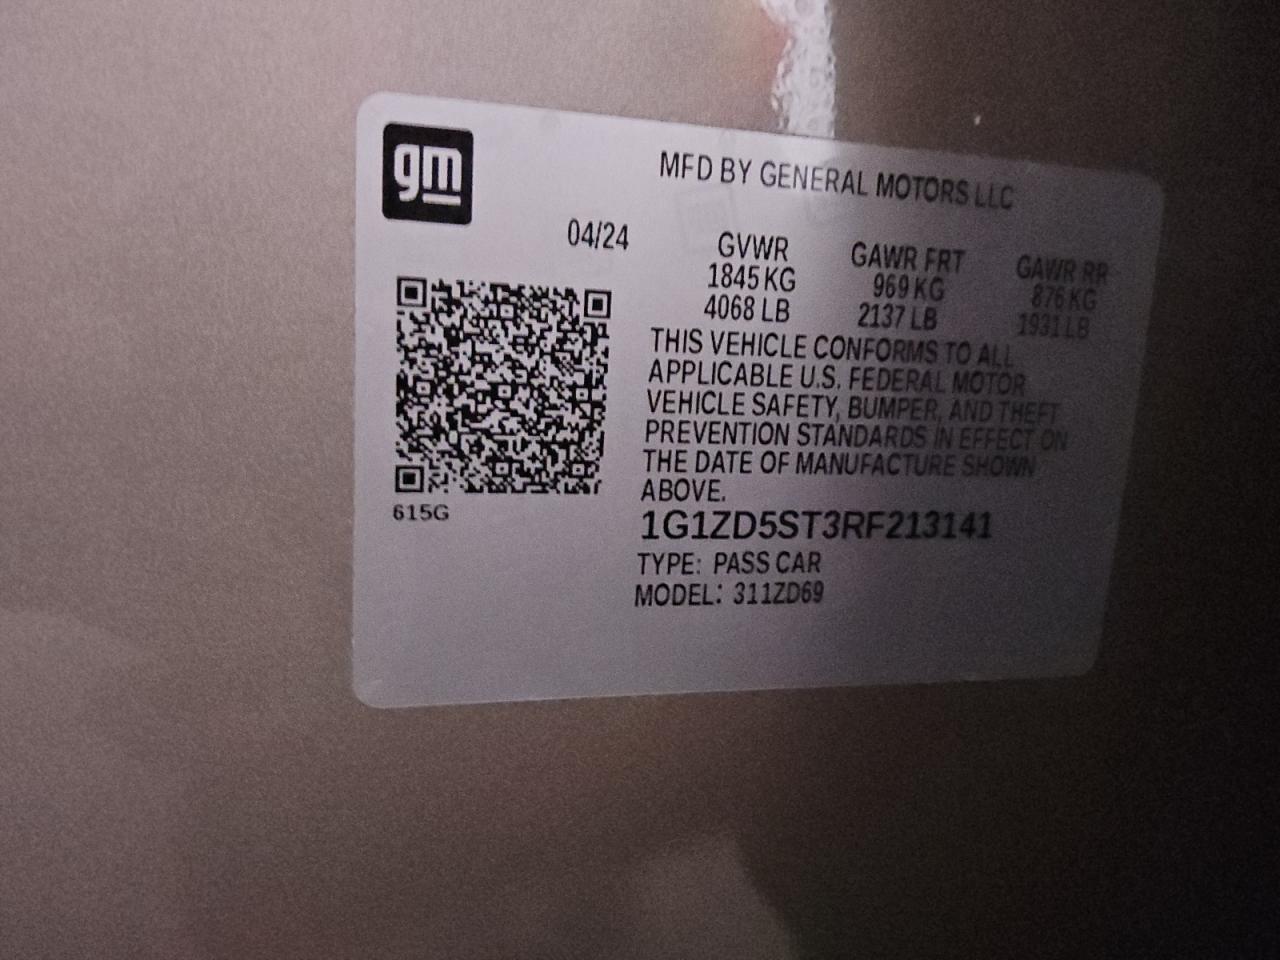 gm
MFD BY GENERAL MOTORS LLC
04/24
GVWR GAWR FRT GAWR RR
1845 KG 969 KG 876 KG
4068 LB 2137 LB 1931 LB
THIS VEHICLE CONFORMS TO ALL
APPLICABLE U.S. FEDERAL MOTOR
VEHICLE SAFETY, BUMPER, AND THEFT
PREVENTION STANDARDS IN EFFECT ON
THE DATE OF MANUFACTURE SHOWN
ABOVE.
615G
1G1ZD5ST3RF213141
TYPE: PASS CAR
MODEL: 311ZD69